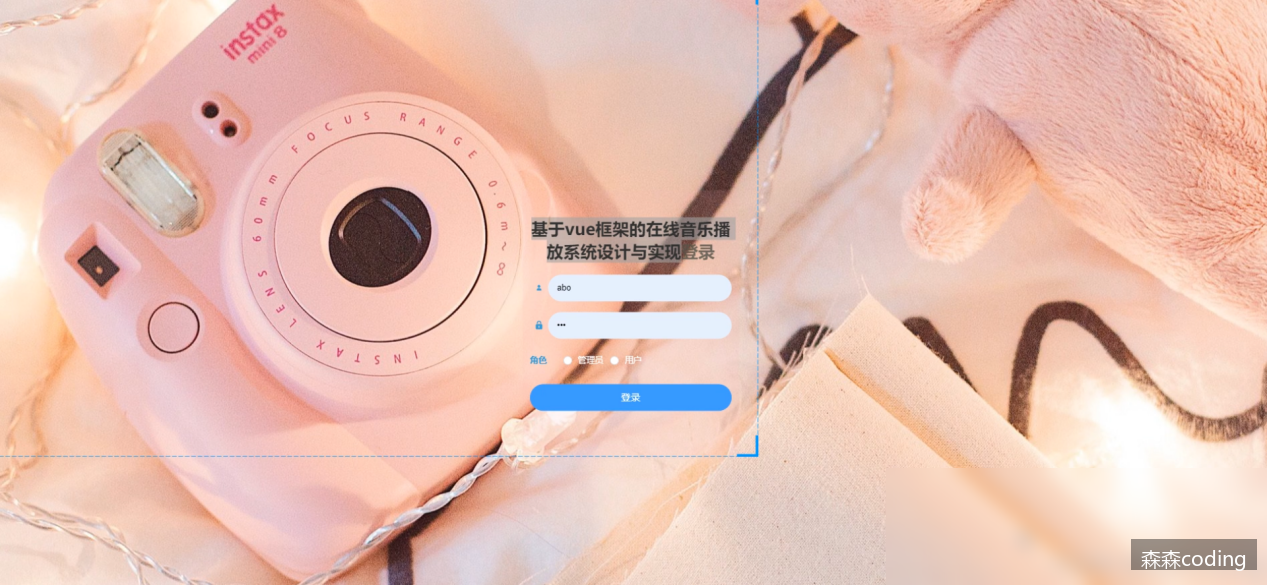 instax
mini 8
FOCUS RANGE 0.6m~∞
LENS 60mm
INSTAX
基于vue框架的在线音乐播
放系统设计与实现登录
abo
•••
角色 管理员 用户
登录
森森coding